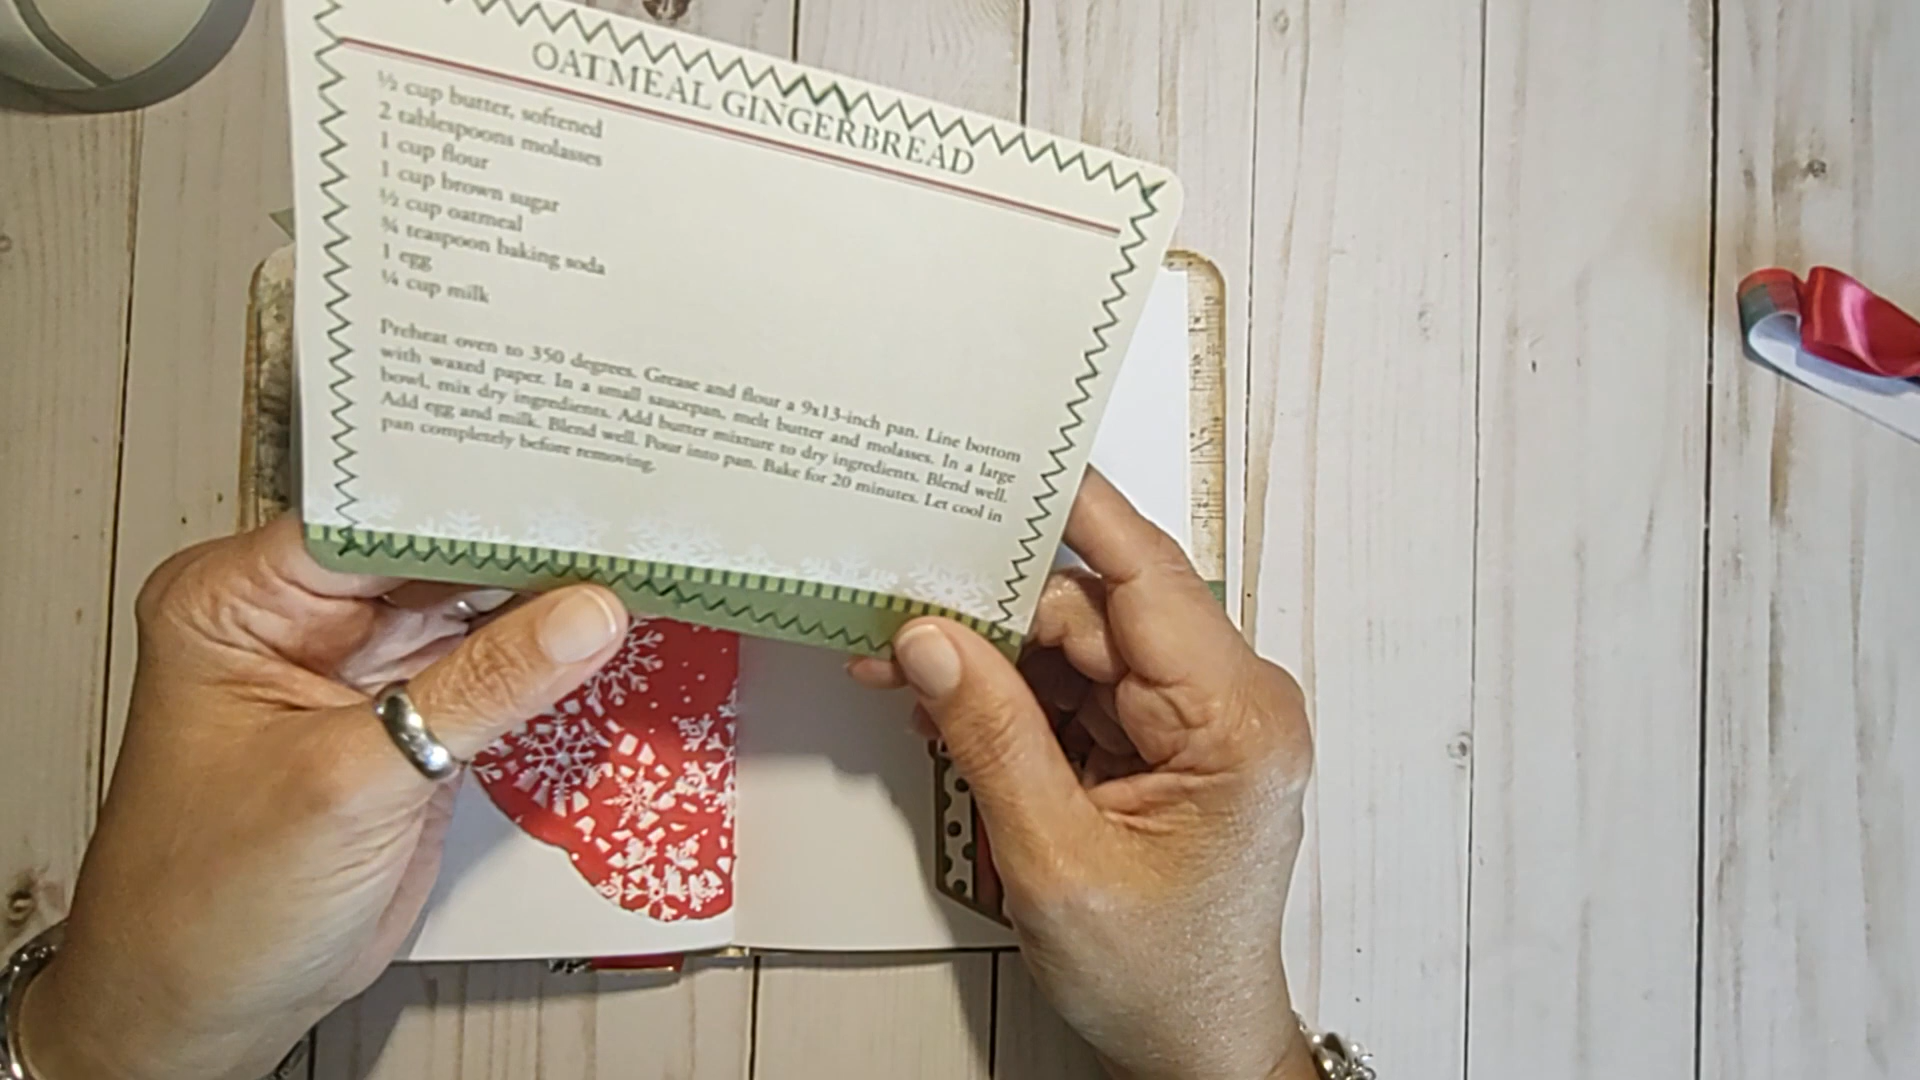 OATMEAL GINGERBREAD
½ cup butter, softened
2 tablespoons molasses
1 cup flour
1 cup brown sugar
½ cup oatmeal
¾ teaspoon baking soda
1 egg
¼ cup milk
Preheat oven to 350 degrees. Grease and flour a 9x13-inch pan. Line bottom
with waxed paper. In a small saucepan, melt butter and molasses. In a large
bowl, mix dry ingredients. Add butter mixture to dry ingredients. Blend well.
Add egg and milk. Blend well. Pour into pan. Bake for 20 minutes. Let cool in
pan completely before removing.